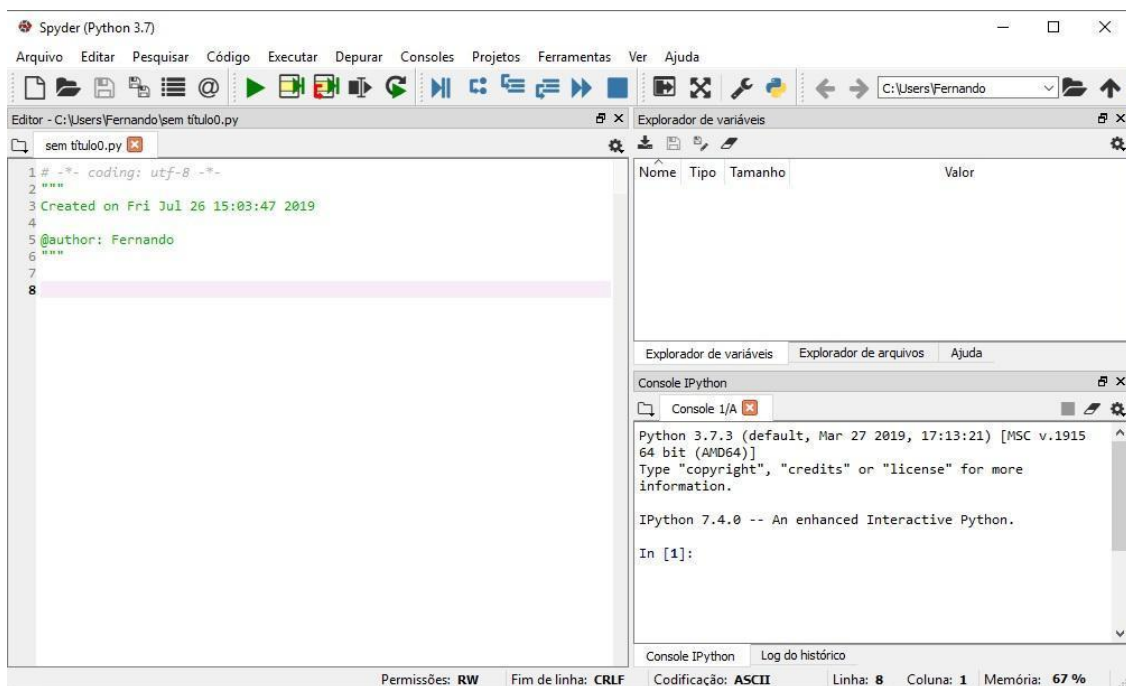 Spyder (Python 3.7)
Arquivo Editar Pesquisar Código Executar Depurar Consoles Projetos Ferramentas Ver Ajuda
C:\Users\Fernando
Editor - C:\Users\Fernando\sem título0.py
sem título0.py
1 # -*- coding: utf-8 -*-
2 """
3 Created on Fri Jul 26 15:03:47 2019
4
5 @author: Fernando
6 """
7
8
Explorador de variáveis
Nome Tipo Tamanho Valor
Explorador de variáveis Explorador de arquivos Ajuda
Console IPython
Console 1/A
Python 3.7.3 (default, Mar 27 2019, 17:13:21) [MSC v.1915
64 bit (AMD64)]
Type "copyright", "credits" or "license" for more
information.
IPython 7.4.0 -- An enhanced Interactive Python.
In [1]:
Console IPython Log do histórico
Permissões: RW Fim de linha: CRLF Codificação: ASCII Linha: 8 Coluna: 1 Memória: 67 %